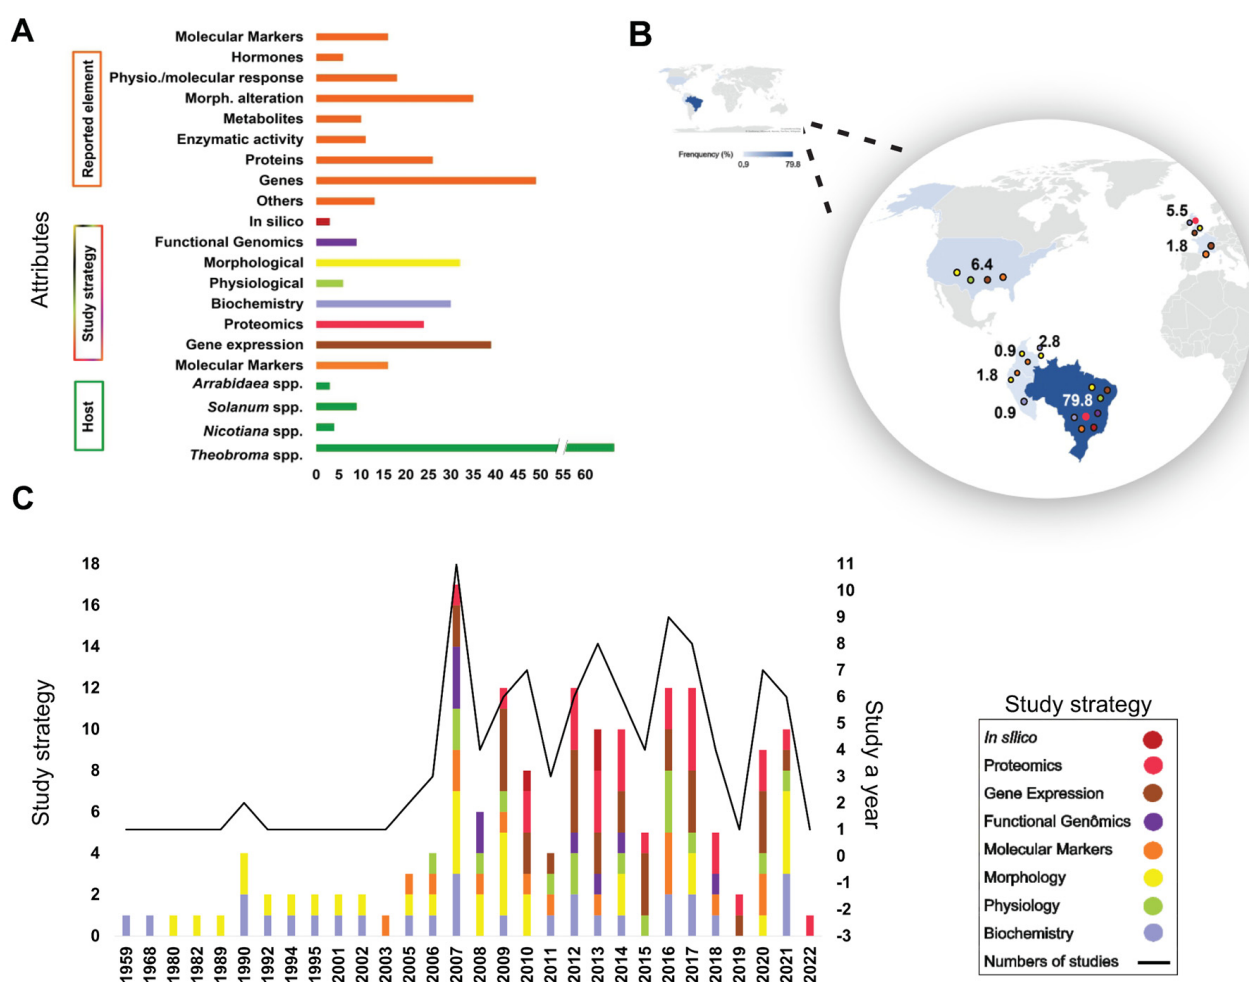 A
Attributes
Reported element
Molecular Markers
Hormones
Physio./molecular response
Morph. alteration
Metabolites
Enzymatic activity
Proteins
Genes
Others
Study strategy
In silico
Functional Genomics
Morphological
Physiological
Biochemistry
Proteomics
Gene expression
Molecular Markers
Host
Arrabidaea spp.
Solanum spp.
Nicotiana spp.
Theobroma spp.
0 5 10 15 20 25 30 35 40 45 50 55 60
B
Frenquency (%)
0.9 79.8
5.5
1.8
6.4
0.9
2.8
1.8
0.9
79.8
C
Study strategy
18
16
14
12
10
8
6
4
2
0
11
10
9
8
7
6
5
4
3
2
1
0
-1
-2
-3
Study a year
1959 1968 1980 1982 1989 1990 1992 1994 1995 2001 2002 2003 2005 2006 2007 2008 2009 2010 2011 2012 2013 2014 2015 2016 2017 2018 2019 2020 2021 2022
Study strategy
In sílico
Proteomics
Gene Expression
Functional Genômics
Molecular Markers
Morphology
Physiology
Biochemistry
Numbers of studies